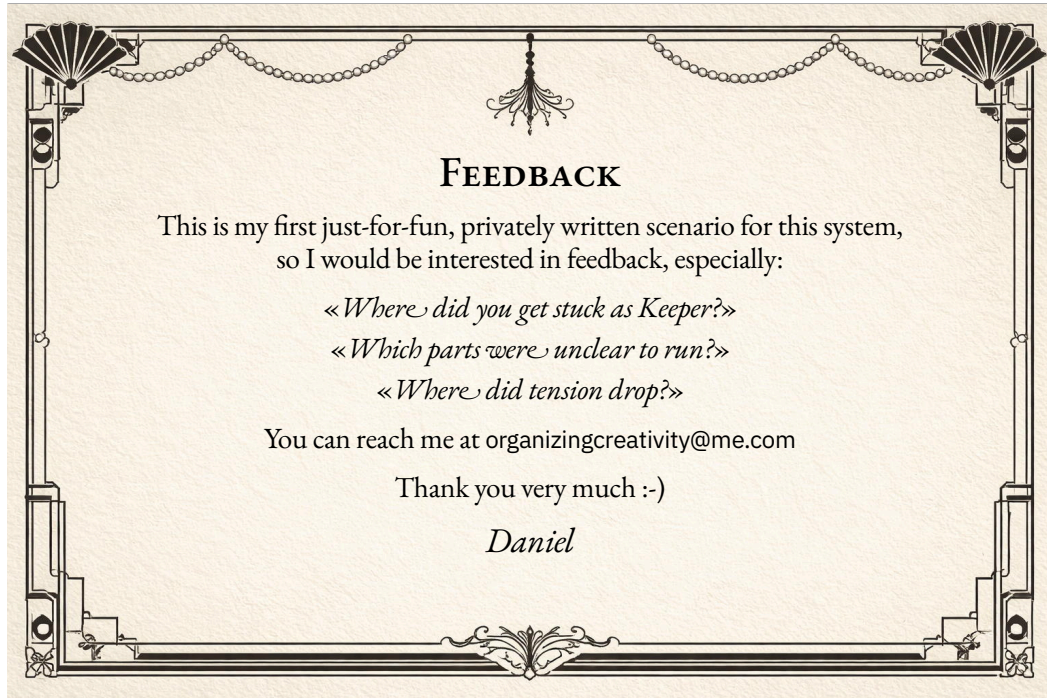 Feedback
This is my first just-for-fun, privately written scenario for this system,
so I would be interested in feedback, especially:
«Where did you get stuck as Keeper?»
«Which parts were unclear to run?»
«Where did tension drop?»
You can reach me at organizingcreativity@me.com
Thank you very much :-)
Daniel